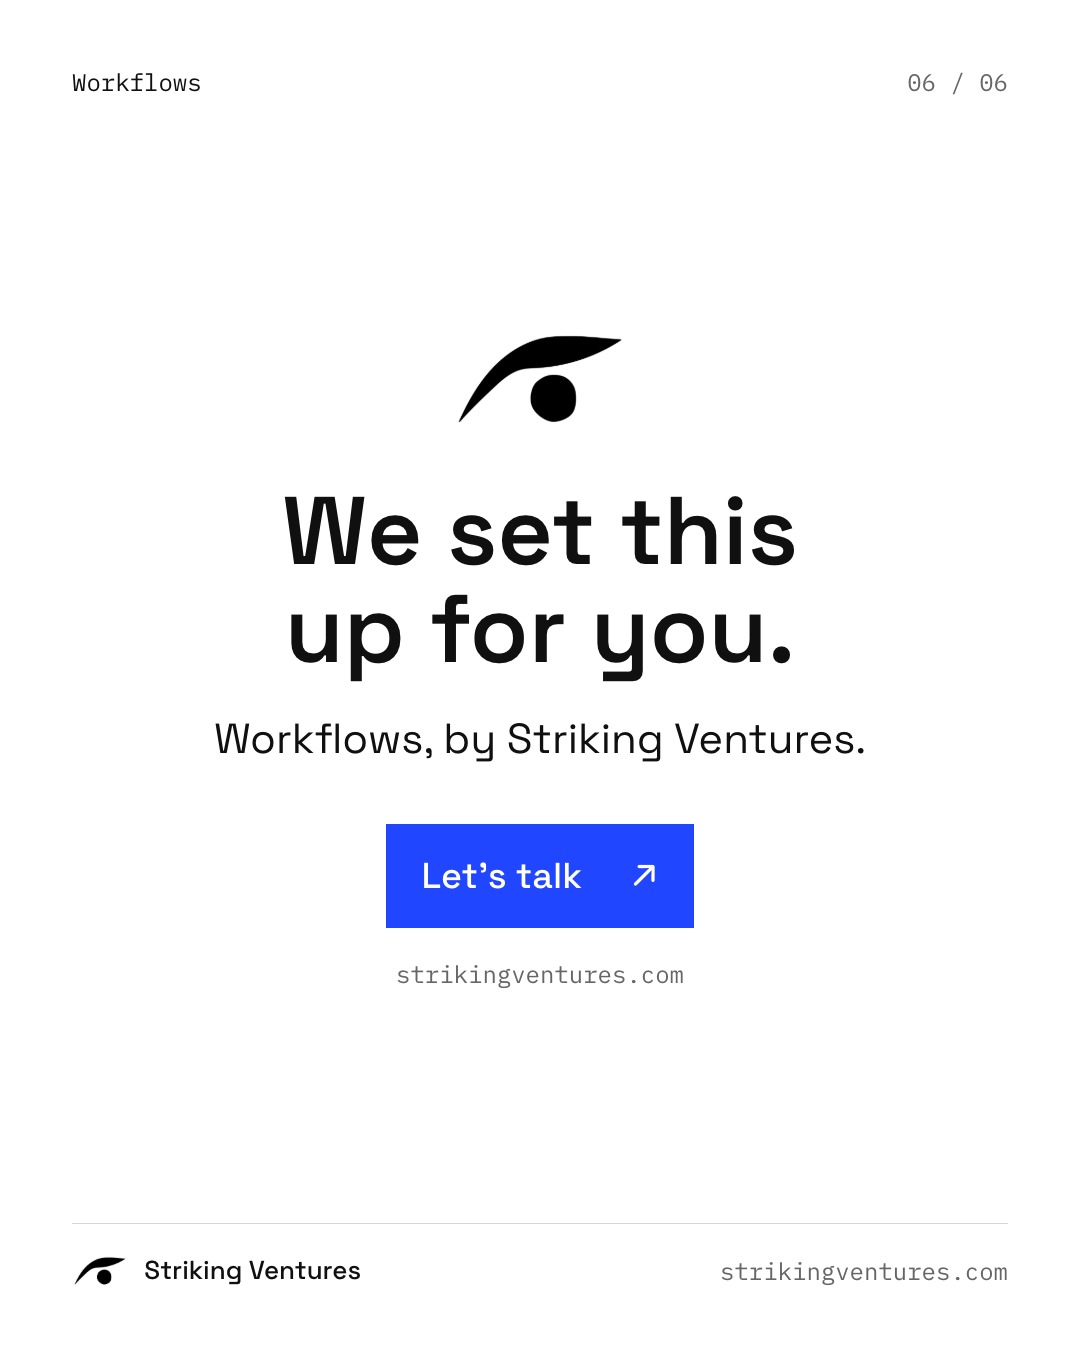 Workflows
06 / 06
We set this
up for you.
Workflows, by Striking Ventures.
Let’s talk
strikingventures.com
Striking Ventures
strikingventures.com